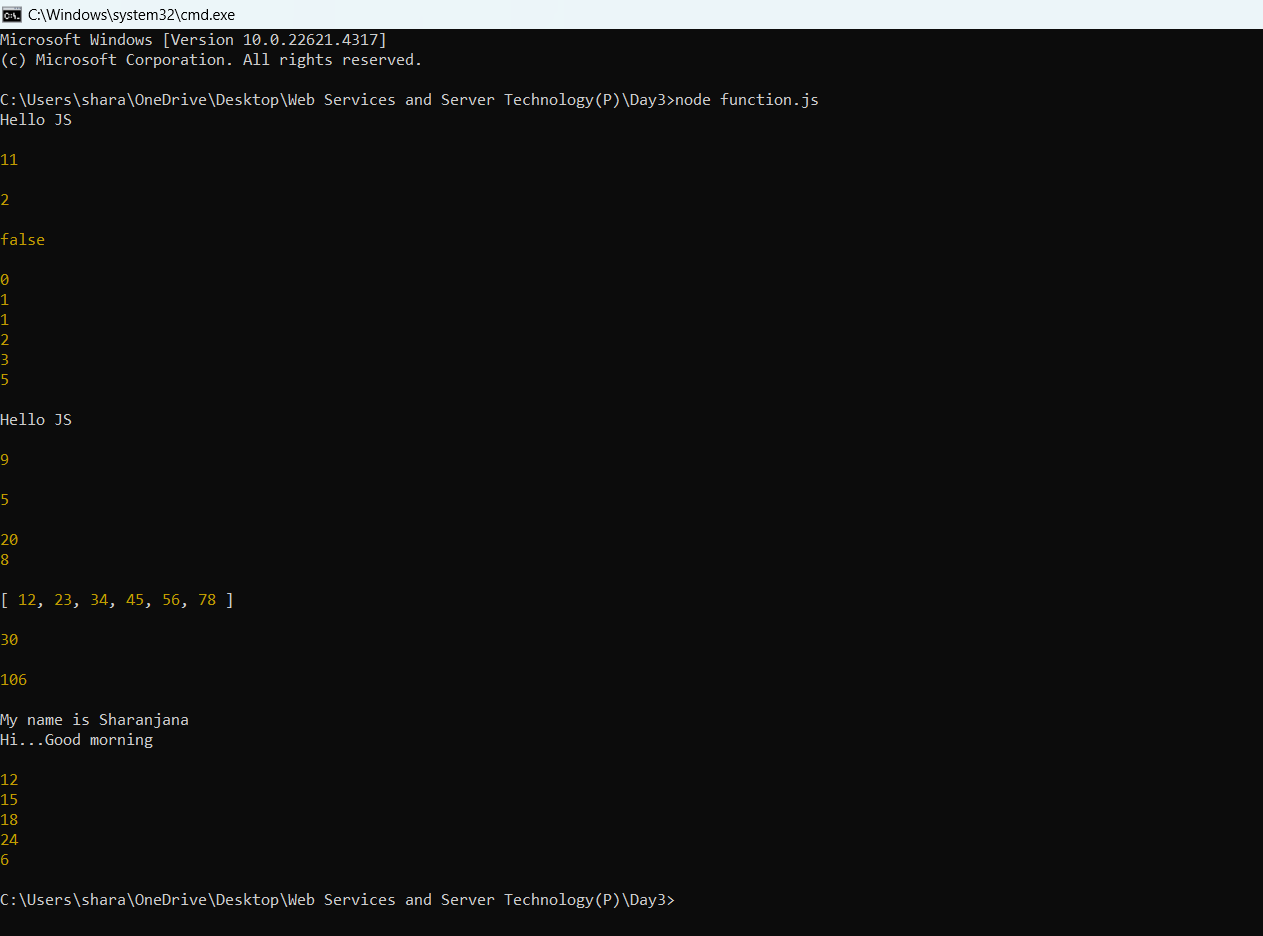 C:\Windows\system32\cmd.exe
Microsoft Windows [Version 10.0.22621.4317]
(c) Microsoft Corporation. All rights reserved.
C:\Users\shara\OneDrive\Desktop\Web Services and Server Technology(P)\Day3>node function.js
Hello JS
11
2
false
0
1
1
2
3
5
Hello JS
9
5
20
8
[ 12, 23, 34, 45, 56, 78 ]
30
106
My name is Sharanjana
Hi...Good morning
12
15
18
24
6
C:\Users\shara\OneDrive\Desktop\Web Services and Server Technology(P)\Day3>